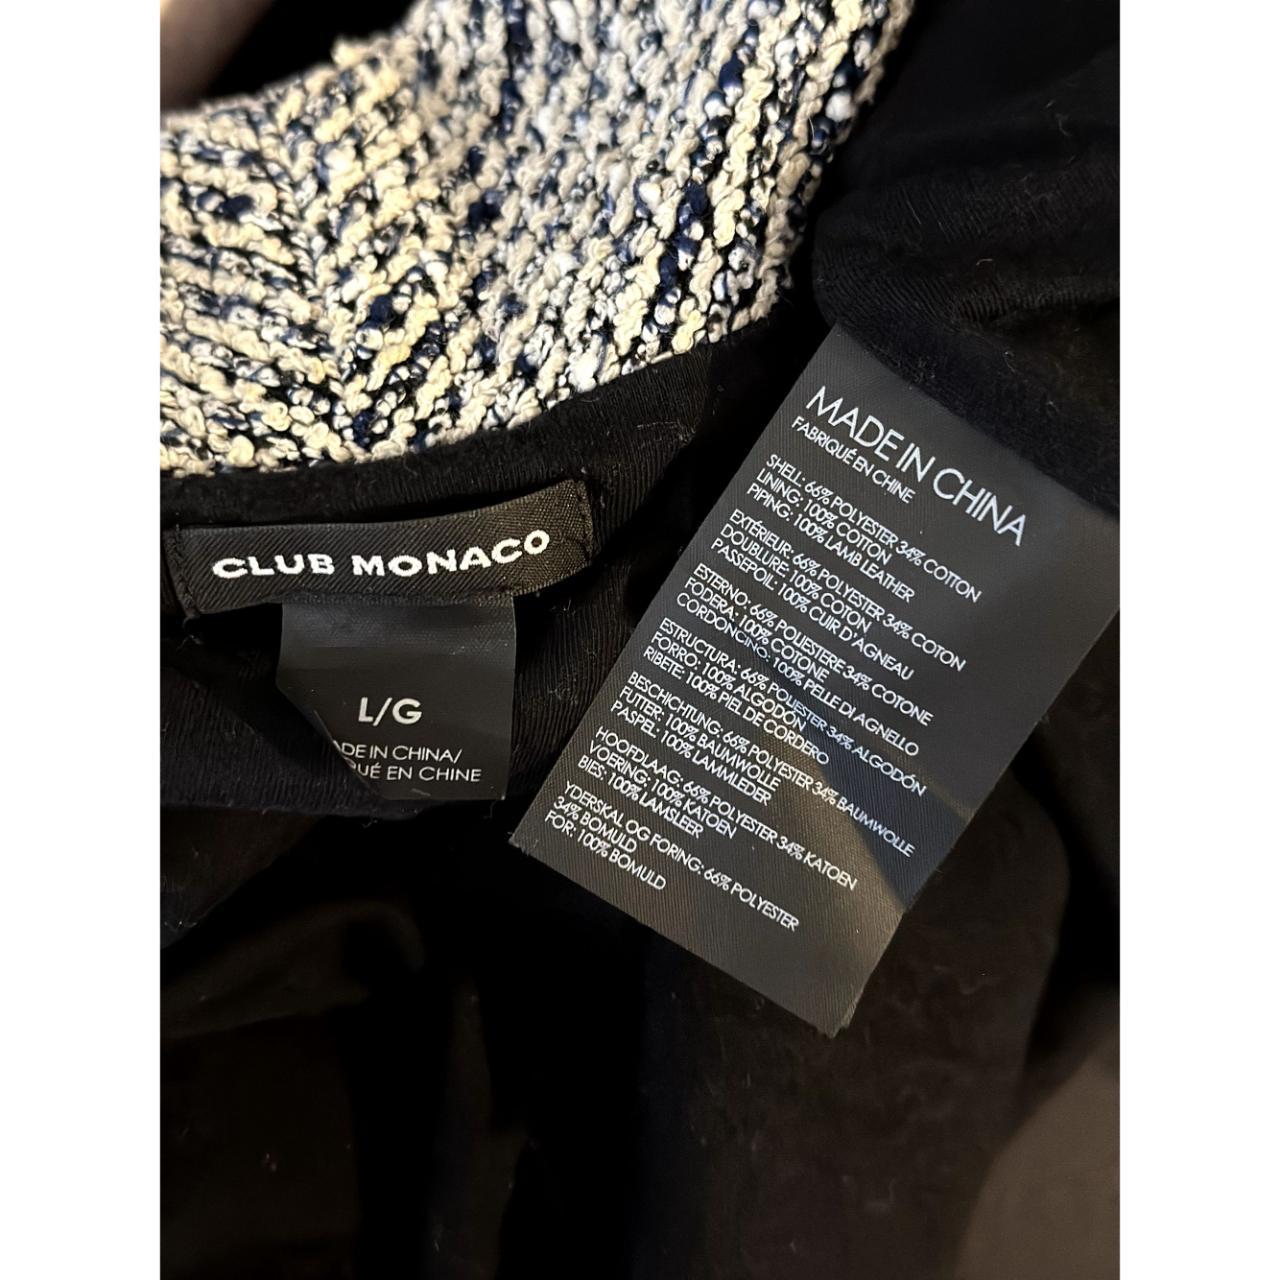 CLUB MONACO
L/G
ADE IN CHINA/
QUÉ EN CHINE
MADE IN CHINA
FABRIQUÉ EN CHINE
SHELL: 66% POLYESTER 34% COTTON
LINING: 100% COTTON
PIPING: 100% LAMB LEATHER
EXTÉRIEUR: 66% POLYESTER 34% COTON
DOUBLURE: 100% COTON
PASSEPOIL: 100% CUIR D'AGNEAU
ESTERNO: 66% POLIESTERE 34% COTONE
FODERA: 100% COTONE
CORDONCINO: 100% PELLE DI AGNELLO
ESTRUCTURA: 66% POLIESTER 34% ALGODÓN
FORRO: 100% ALGODÓN
RIBETE: 100% PIEL DE CORDERO
BESCHICHTUNG: 66% POLYESTER 34% BAUMWOLLE
FUTTER: 100% BAUMWOLLE
PASPEL: 100% LAMMLEDER
HOOFDLAAG: 66% POLYESTER 34% KATOEN
VOERING: 100% KATOEN
BIES: 100% LAMSLEER
YDERSKAL OG FORING: 66% POLYESTER
34% BOMULD
FOR: 100% BOMULD